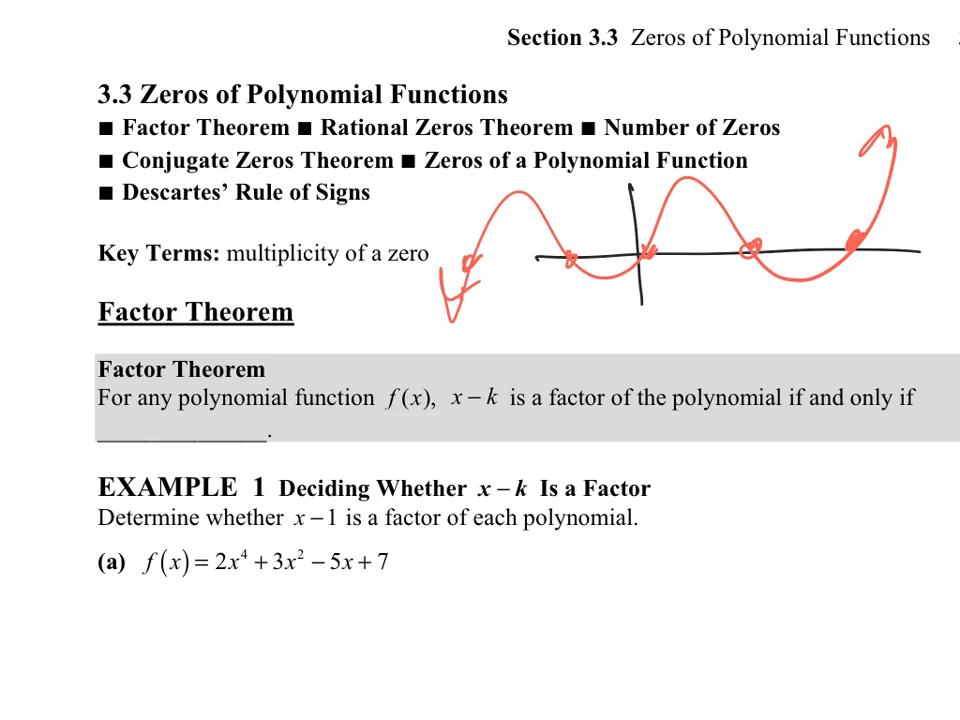 Section 3.3 Zeros of Polynomial Functions
3.3 Zeros of Polynomial Functions
■ Factor Theorem ■ Rational Zeros Theorem ■ Number of Zeros
■ Conjugate Zeros Theorem ■ Zeros of a Polynomial Function
■ Descartes’ Rule of Signs
Key Terms: multiplicity of a zero
Factor Theorem
Factor Theorem
For any polynomial function f(x), x – k is a factor of the polynomial if and only if
______________.
EXAMPLE 1 Deciding Whether x – k Is a Factor
Determine whether x – 1 is a factor of each polynomial.
(a) f(x) = 2x⁴ + 3x² – 5x + 7